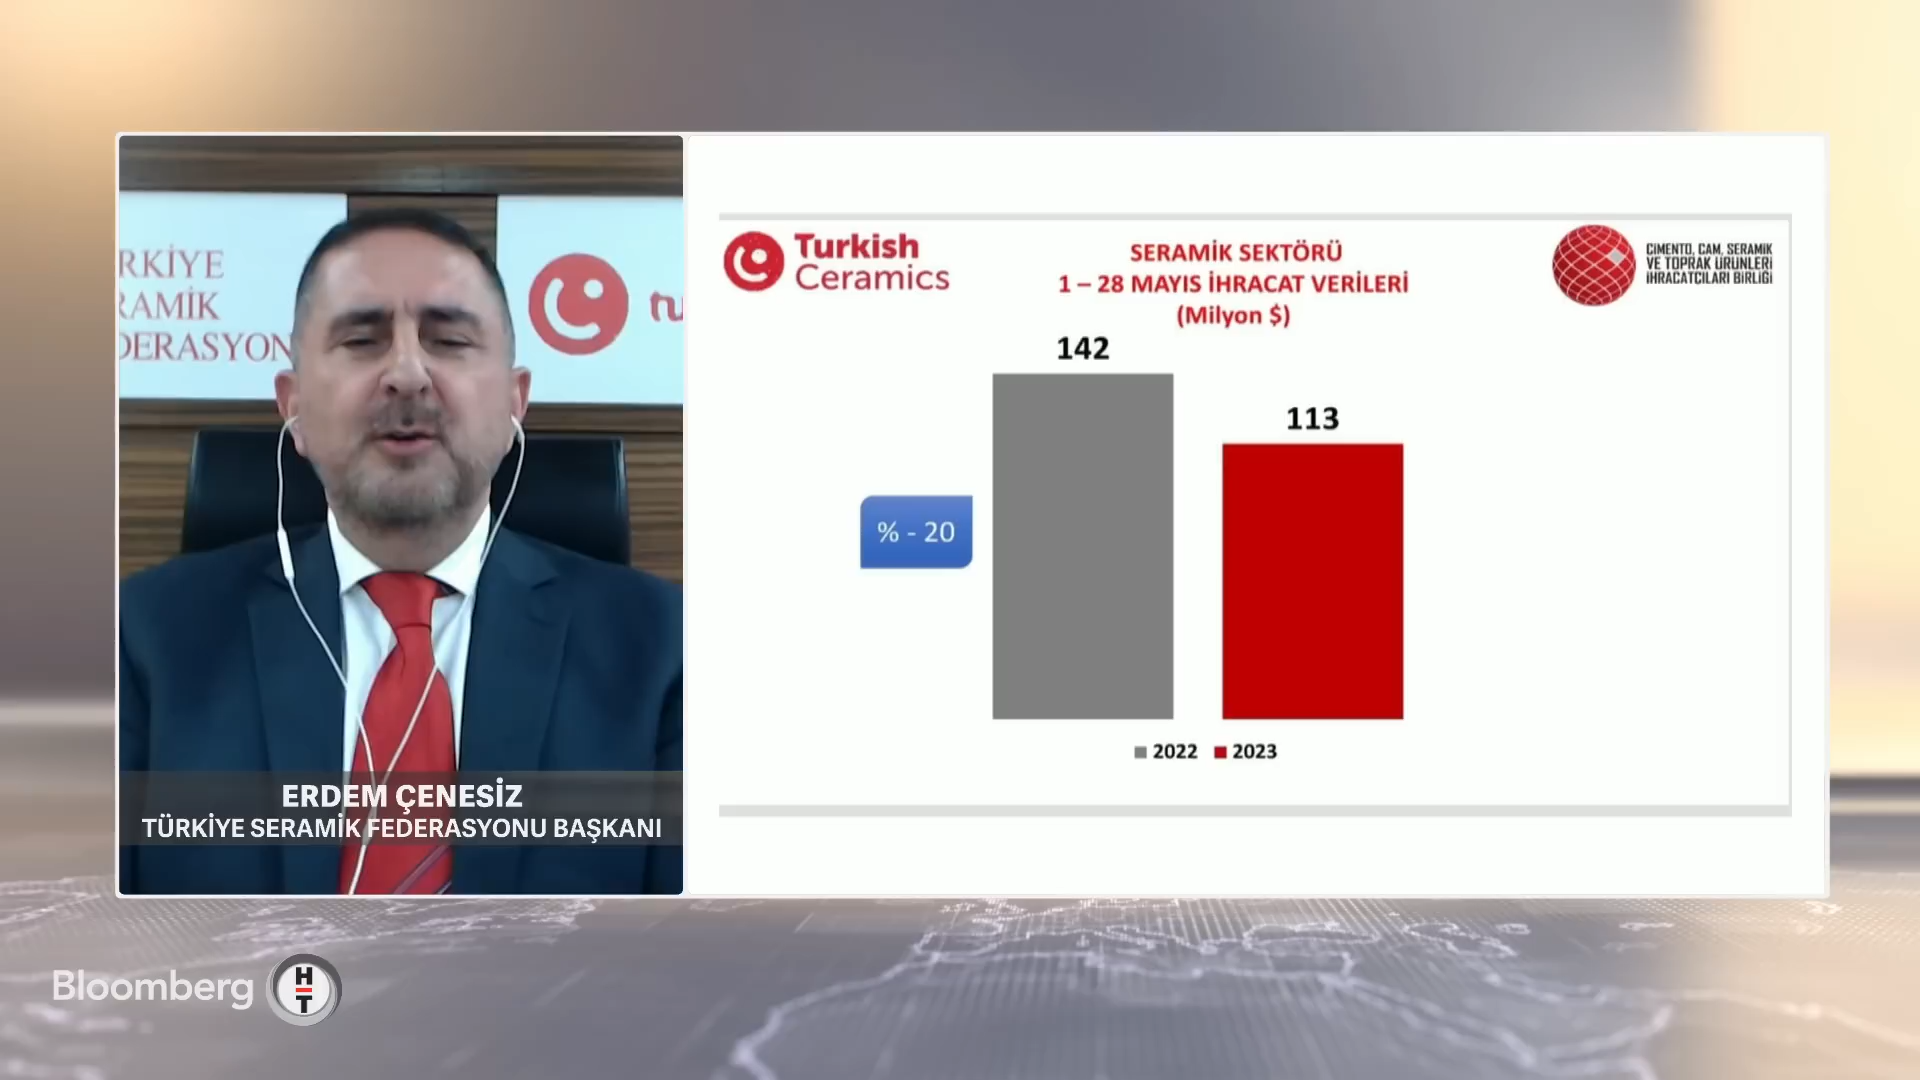 RKİYE
RAMİK
DERASYON
ERDEM ÇENESİZ
TÜRKİYE SERAMİK FEDERASYONU BAŞKANI
Turkish
Ceramics
SERAMİK SEKTÖRÜ
1 – 28 MAYIS İHRACAT VERİLERİ
(Milyon $)
ÇİMENTO, CAM, SERAMİK
VE TOPRAK ÜRÜNLERİ
İHRACATÇILARI BİRLİĞİ
142
113
% - 20
2022
2023
Bloomberg
HT